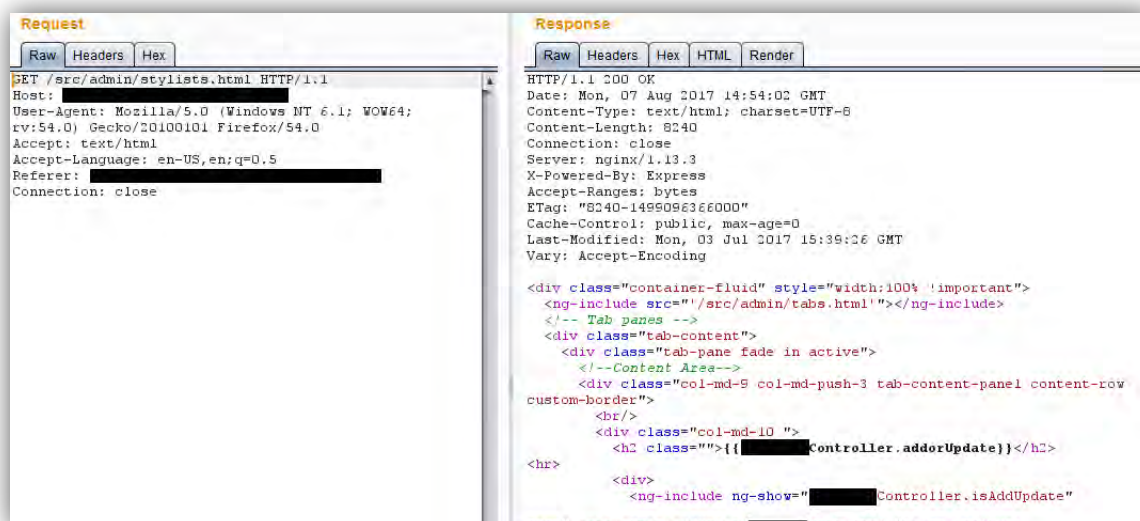 Request
Raw Headers Hex
GET /src/admin/stylists.html HTTP/1.1
Host:
User-Agent: Mozilla/5.0 (Windows NT 6.1; WOW64;
rv:54.0) Gecko/20100101 Firefox/54.0
Accept: text/html
Accept-Language: en-US,en;q=0.5
Referer:
Connection: close
Response
Raw Headers Hex HTML Render
HTTP/1.1 200 OK
Date: Mon, 07 Aug 2017 14:54:02 GMT
Content-Type: text/html; charset=UTF-8
Content-Length: 8240
Connection: close
Server: nginx/1.13.3
X-Powered-By: Express
Accept-Ranges: bytes
ETag: "8240-1499096366000"
Cache-Control: public, max-age=0
Last-Modified: Mon, 03 Jul 2017 15:39:26 GMT
Vary: Accept-Encoding
<div class="container-fluid" style="width:100% !important">
<ng-include src="'/src/admin/tabs.html'"></ng-include>
<!-- Tab panes -->
<div class="tab-content">
<div class="tab-pane fade in active">
<!--Content Area-->
<div class="col-md-9 col-md-push-3 tab-content-panel content-row
custom-border">
<br/>
<div class="col-md-10 ">
<h2 class="">{{Controller.addorUpdate}}</h2>
<hr>
<div>
<ng-include ng-show="Controller.isAddUpdate"